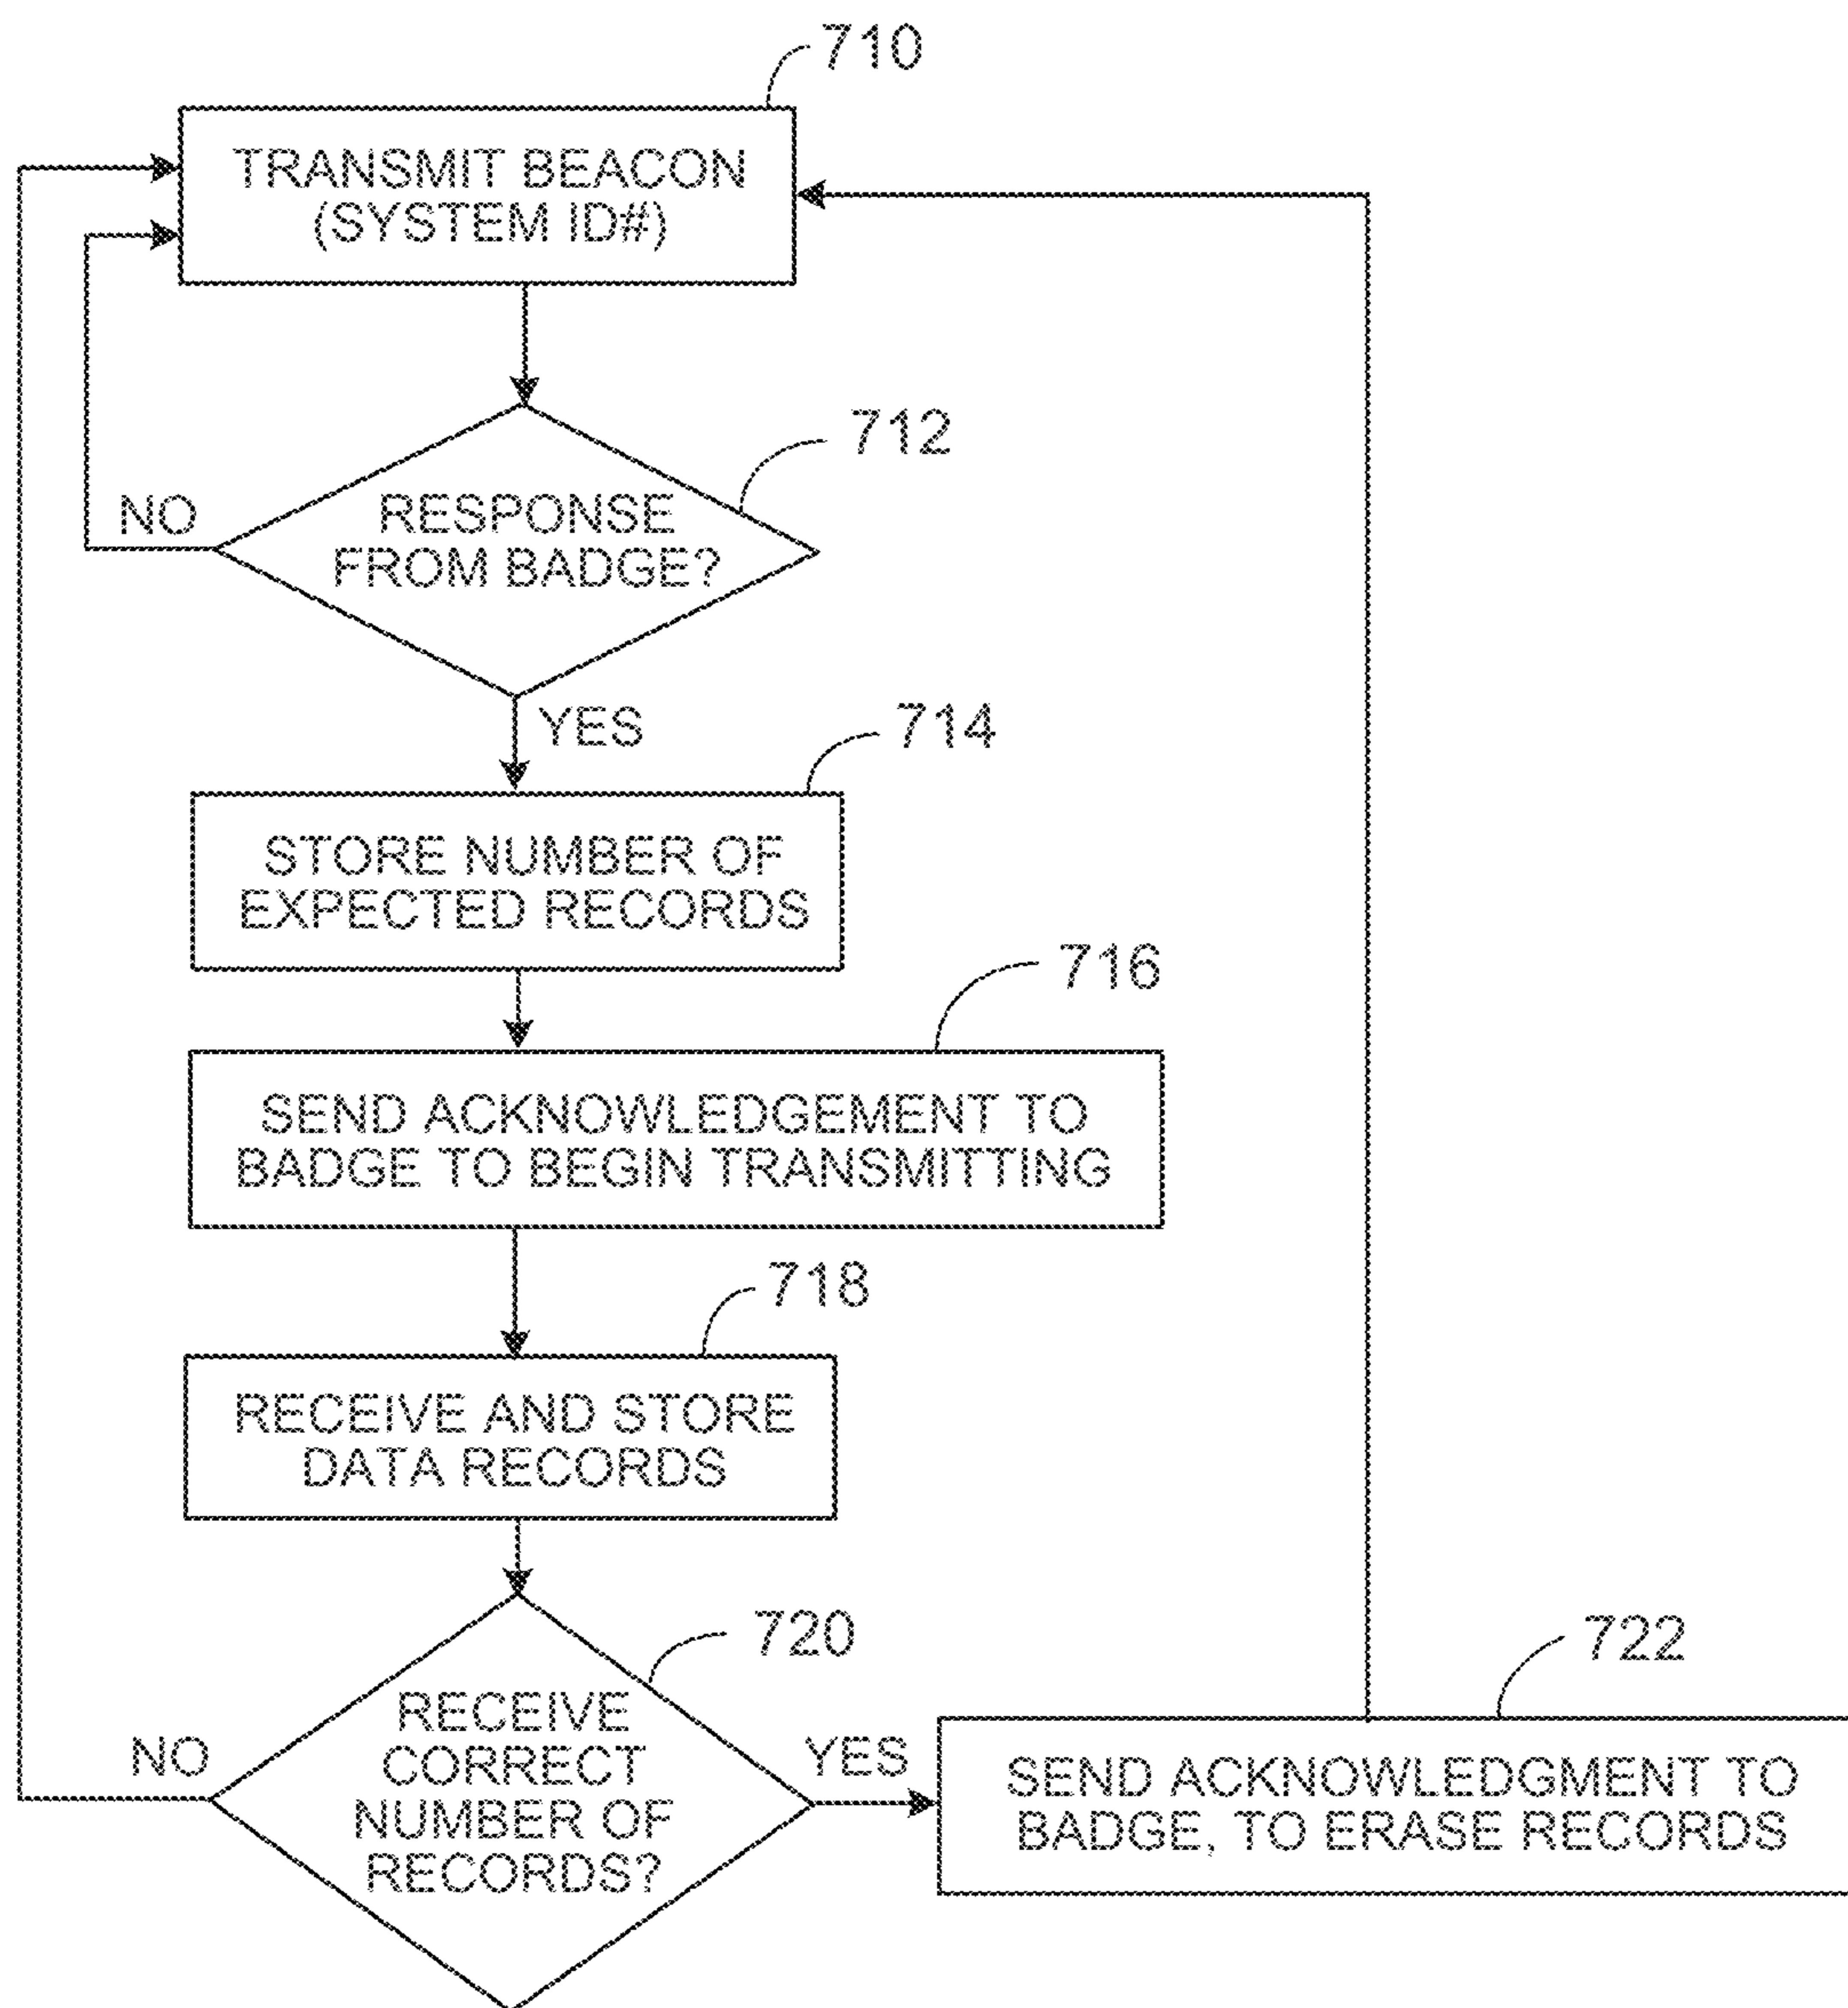 710
TRANSMIT BEACON
(SYSTEM ID#)
712
RESPONSE
FROM BADGE?
NO
YES
714
STORE NUMBER OF
EXPECTED RECORDS
716
SEND ACKNOWLEDGEMENT TO
BADGE TO BEGIN TRANSMITTING
718
RECEIVE AND STORE
DATA RECORDS
720
RECEIVE
CORRECT
NUMBER OF
RECORDS?
NO
YES
722
SEND ACKNOWLEDGMENT TO
BADGE, TO ERASE RECORDS